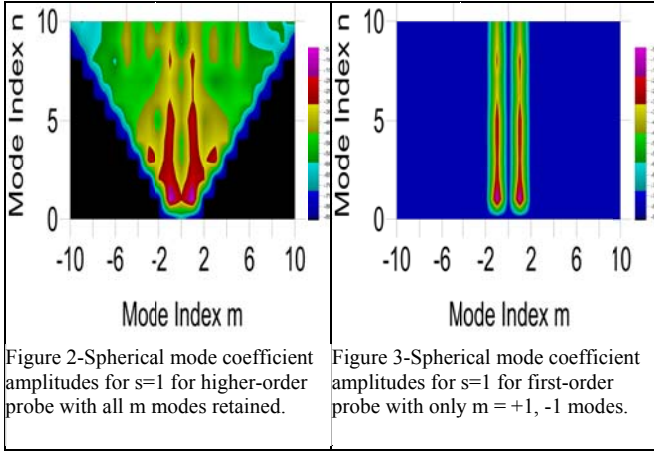 Mode Index n
10
5
0
-10 -6 -2 2 6 10
Mode Index m
Figure 2-Spherical mode coefficient
amplitudes for s=1 for higher-order
probe with all m modes retained.
Mode Index n
10
5
0
-10 -6 -2 2 6 10
Mode Index m
Figure 3-Spherical mode coefficient
amplitudes for s=1 for first-order
probe with only m = +1, -1 modes.